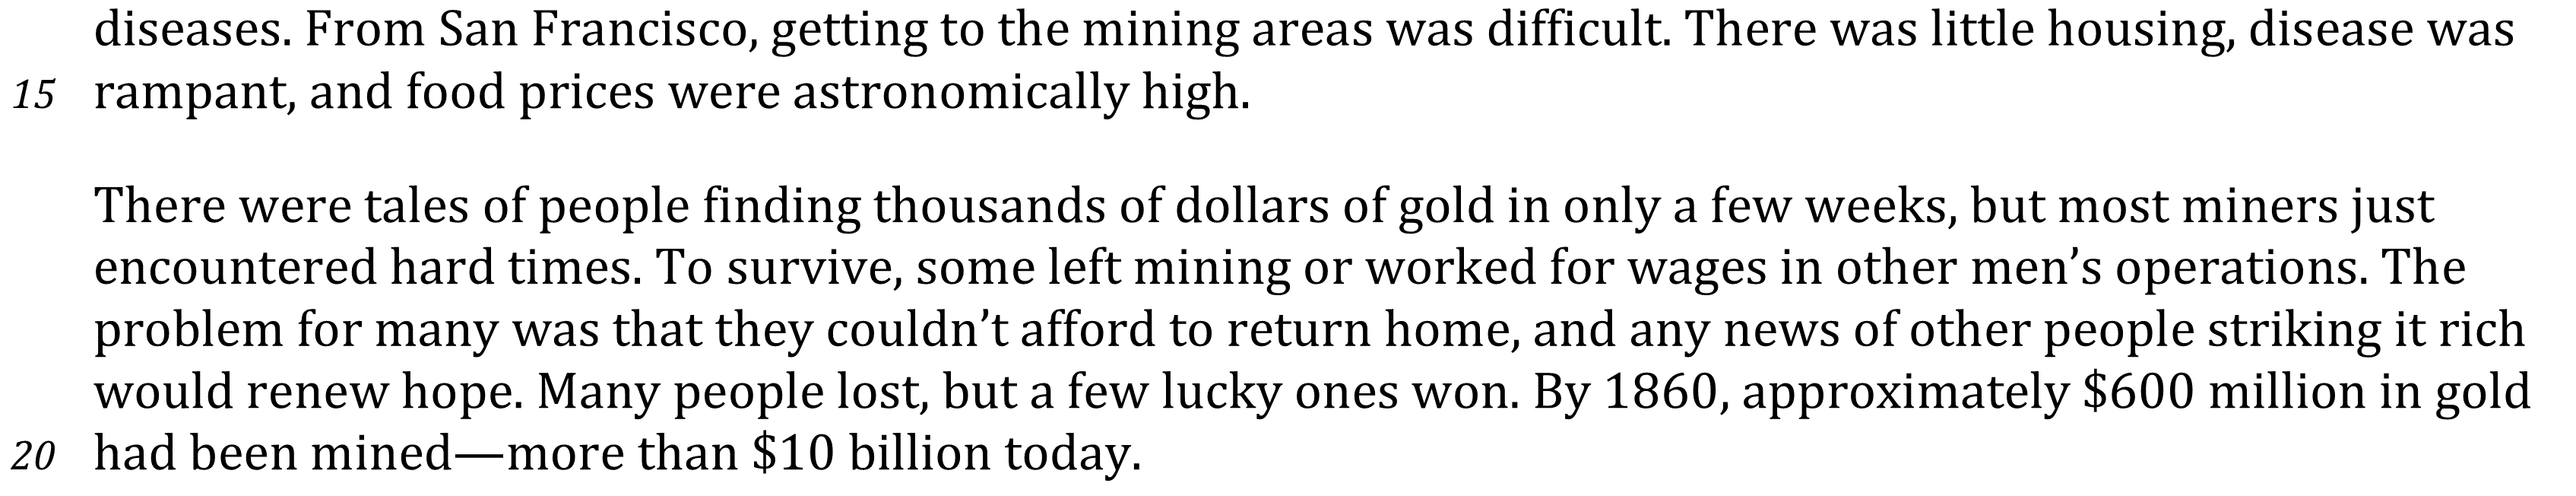 diseases. From San Francisco, getting to the mining areas was difficult. There was little housing, disease was
15 rampant, and food prices were astronomically high.
There were tales of people finding thousands of dollars of gold in only a few weeks, but most miners just
encountered hard times. To survive, some left mining or worked for wages in other men’s operations. The
problem for many was that they couldn’t afford to return home, and any news of other people striking it rich
would renew hope. Many people lost, but a few lucky ones won. By 1860, approximately $600 million in gold
20 had been mined—more than $10 billion today.